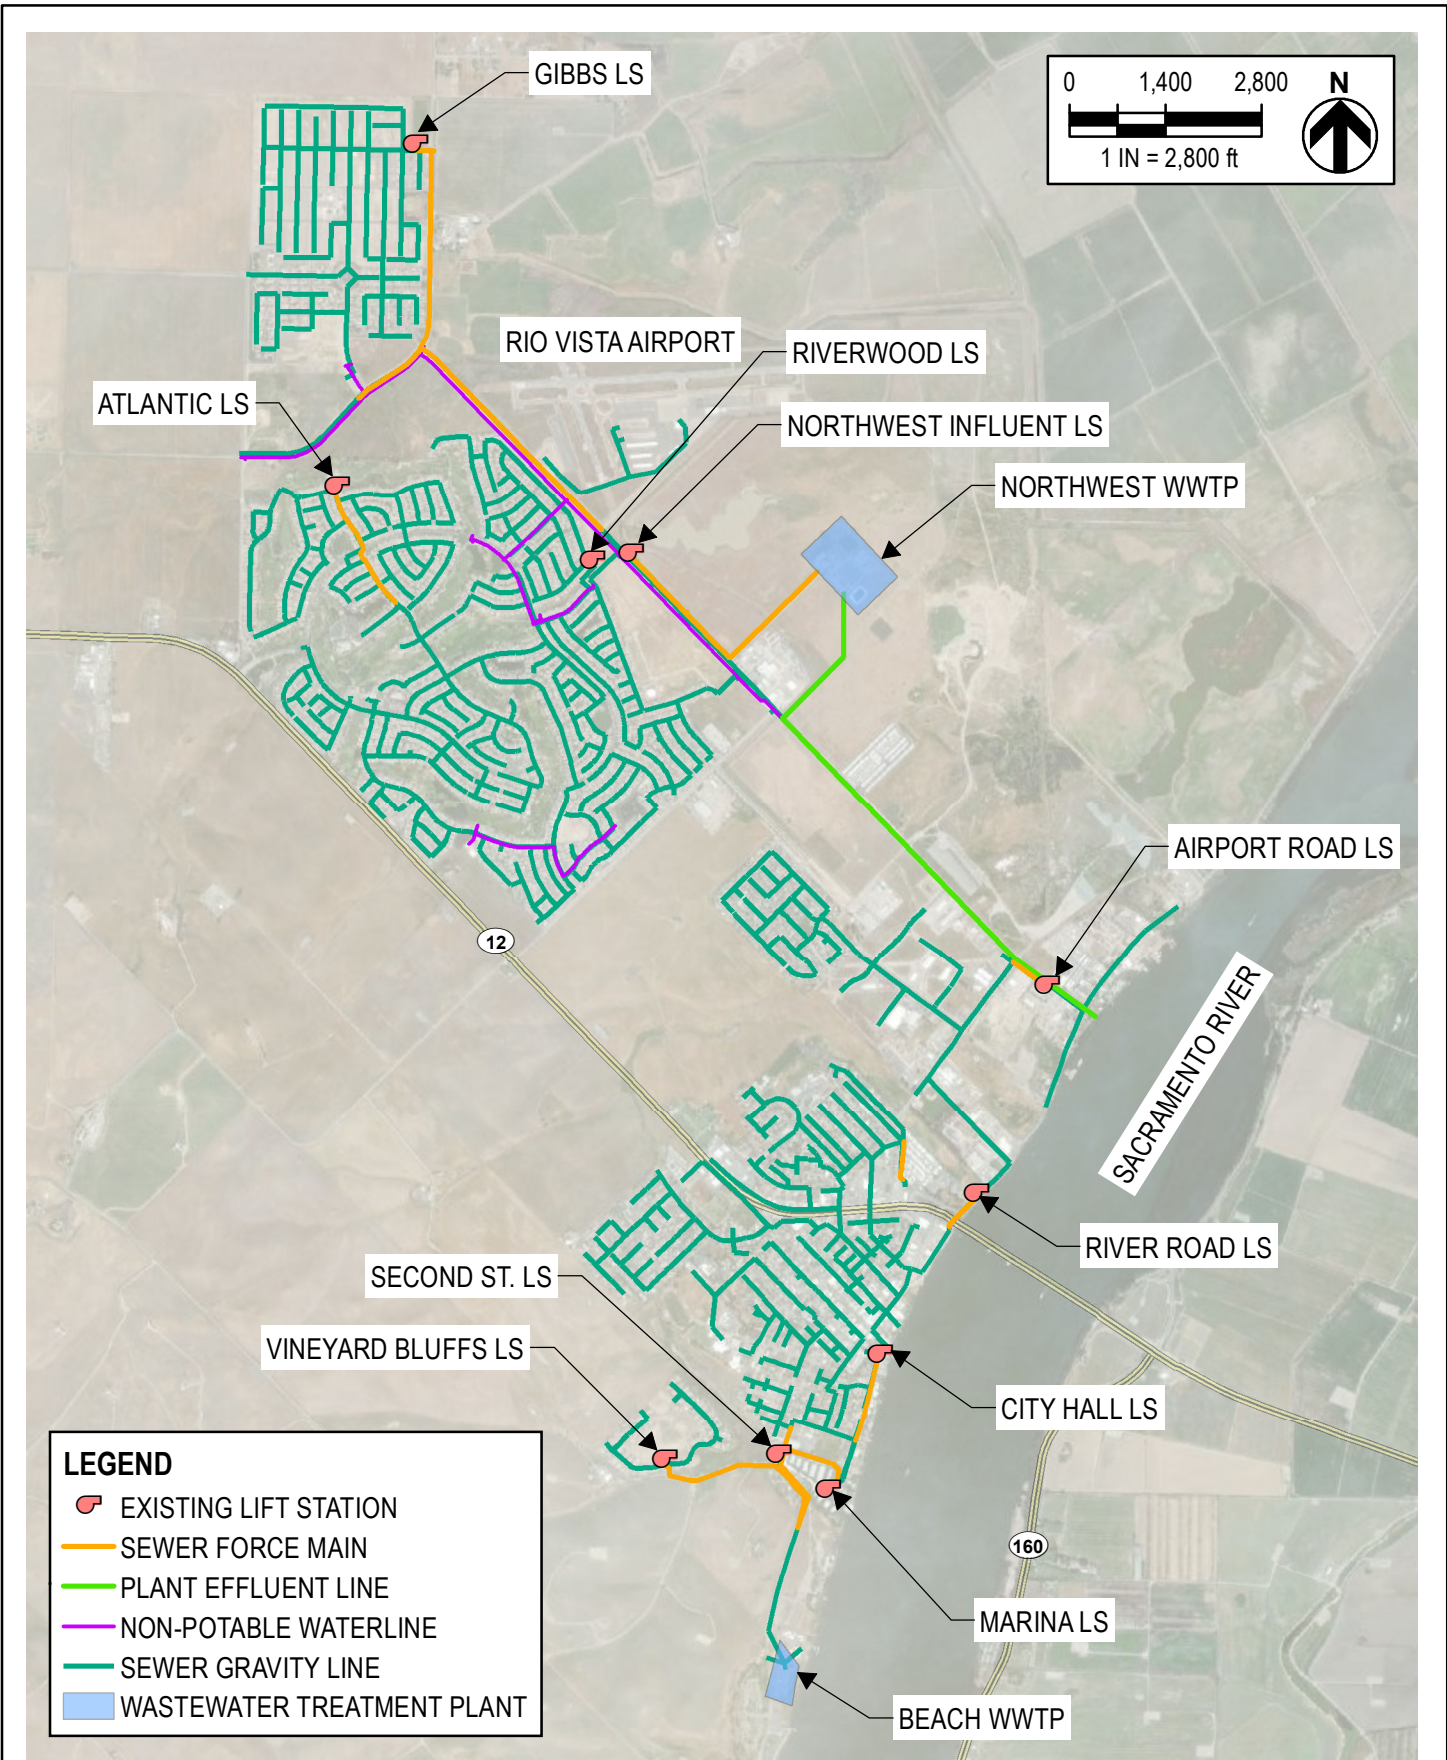 GIBBS LS
0 1,400 2,800
N
1 IN = 2,800 ft
RIO VISTA AIRPORT
RIVERWOOD LS
ATLANTIC LS
NORTHWEST INFLUENT LS
NORTHWEST WWTP
AIRPORT ROAD LS
12
SACRAMENTO RIVER
RIVER ROAD LS
SECOND ST. LS
VINEYARD BLUFFS LS
CITY HALL LS
LEGEND
EXISTING LIFT STATION
SEWER FORCE MAIN
PLANT EFFLUENT LINE
NON-POTABLE WATERLINE
SEWER GRAVITY LINE
WASTEWATER TREATMENT PLANT
160
MARINA LS
BEACH WWTP